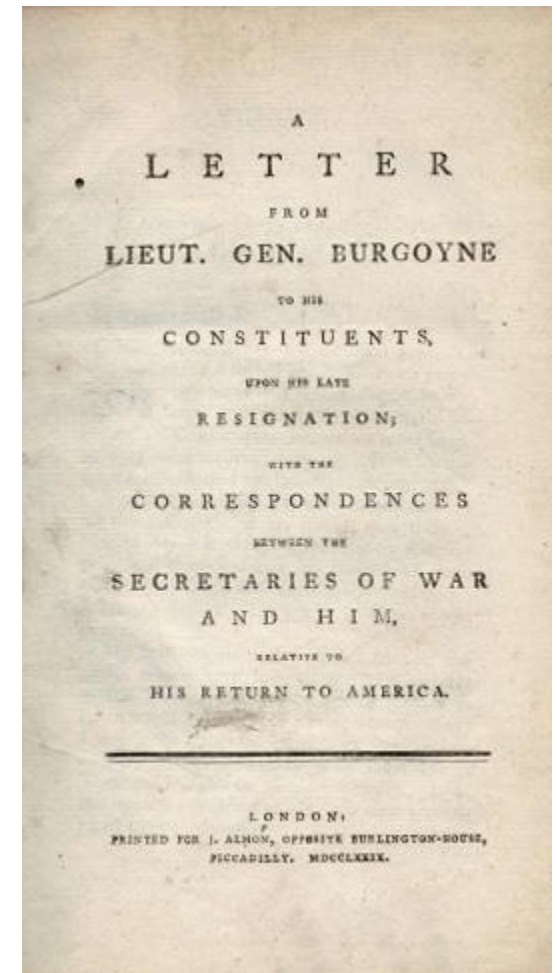 A
LETTER
FROM
LIEUT. GEN. BURGOYNE
TO HIS
CONSTITUENTS,
UPON HIS LATE
RESIGNATION;
WITH THE
CORRESPONDENCES
BETWEEN THE
SECRETARIES OF WAR
AND HIM,
RELATIVE TO
HIS RETURN TO AMERICA.
LONDON:
PRINTED FOR J. ALMON, OPPOSITE BURLINGTON-HOUSE,
PICCADILLY. MDCCLXXIX.